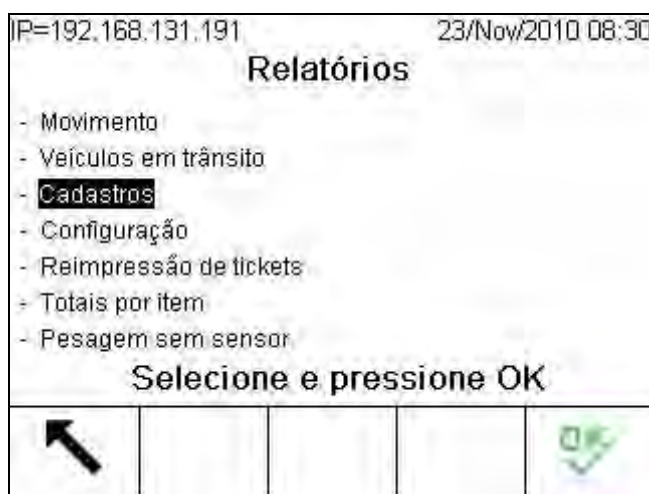 IP=192.168.131.191 23/Nov/2010 08:30
Relatórios
- Movimento
- Veículos em trânsito
- Cadastros
- Configuração
- Reimpressão de tickets
- Totais por item
- Pesagem sem sensor
Selecione e pressione OK
OK